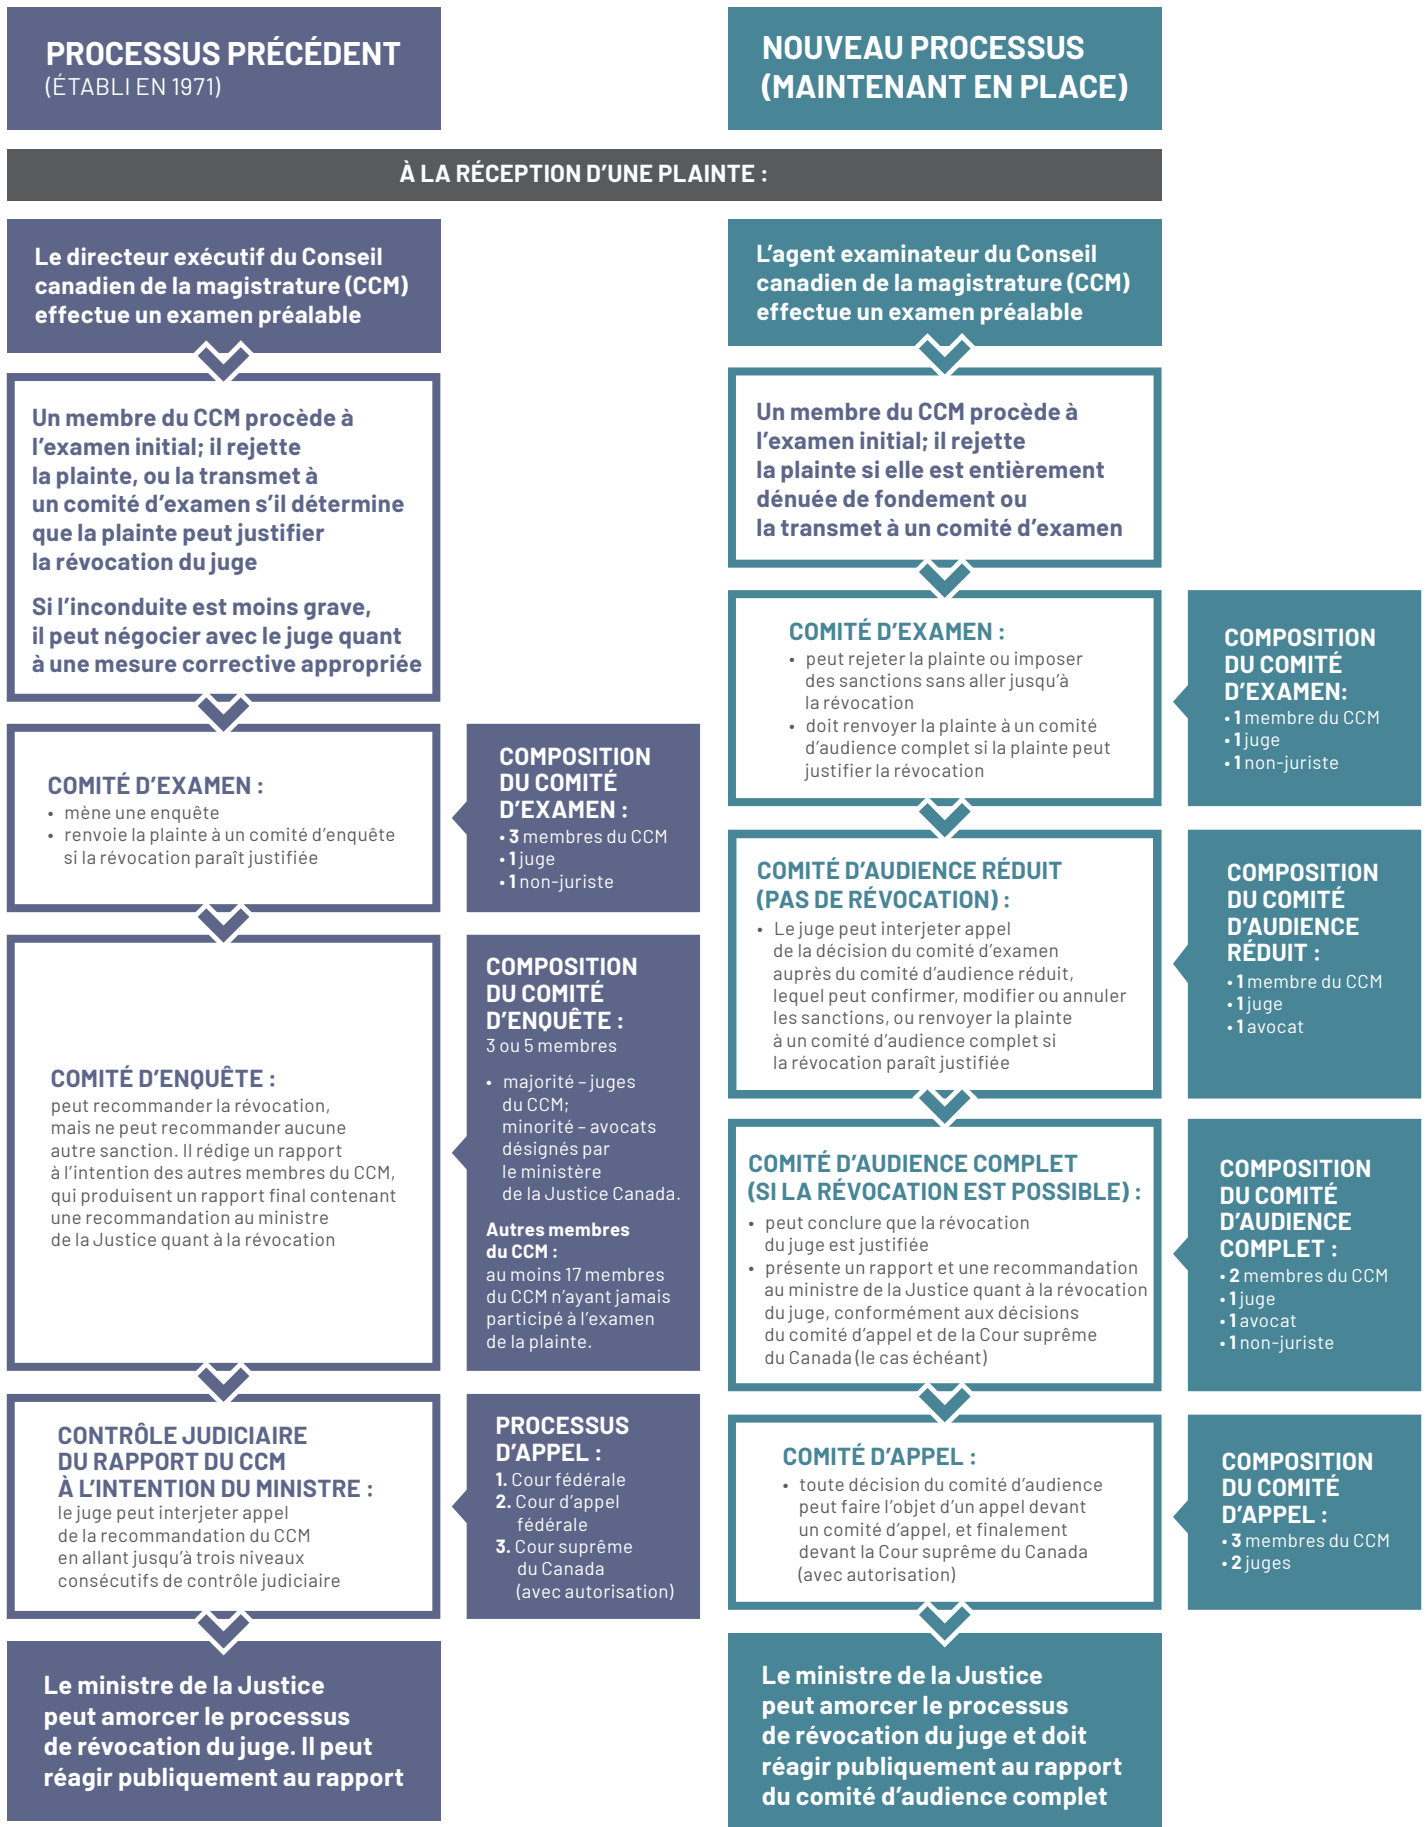 PROCESSUS PRÉCÉDENT
(ÉTABLI EN 1971)
NOUVEAU PROCESSUS
(MAINTENANT EN PLACE)
À LA RÉCEPTION D’UNE PLAINTE :
Le directeur exécutif du Conseil
canadien de la magistrature (CCM)
effectue un examen préalable
Un membre du CCM procède à
l’examen initial; il rejette
la plainte, ou la transmet à
un comité d’examen s’il détermine
que la plainte peut justifier
la révocation du juge
Si l’inconduite est moins grave,
il peut négocier avec le juge quant
à une mesure corrective appropriée
COMITÉ D’EXAMEN :
• mène une enquête
• renvoie la plainte à un comité d’enquête
si la révocation paraît justifiée
COMPOSITION
DU COMITÉ
D’EXAMEN :
• 3 membres du CCM
• 1 juge
• 1 non-juriste
COMITÉ D’ENQUÊTE :
peut recommander la révocation,
mais ne peut recommander aucune
autre sanction. Il rédige un rapport
à l’intention des autres membres du CCM,
qui produisent un rapport final contenant
une recommandation au ministre
de la Justice quant à la révocation
COMPOSITION
DU COMITÉ
D’ENQUÊTE :
3 ou 5 membres
• majorité – juges
du CCM;
minorité – avocats
désignés par
le ministère
de la Justice Canada.
Autres membres
du CCM :
au moins 17 membres
du CCM n’ayant jamais
participé à l’examen
de la plainte.
CONTRÔLE JUDICIAIRE
DU RAPPORT DU CCM
À L’INTENTION DU MINISTRE :
le juge peut interjeter appel
de la recommandation du CCM
en allant jusqu’à trois niveaux
consécutifs de contrôle judiciaire
PROCESSUS
D’APPEL :
1. Cour fédérale
2. Cour d’appel
fédérale
3. Cour suprême
du Canada
(avec autorisation)
Le ministre de la Justice
peut amorcer le processus
de révocation du juge. Il peut
réagir publiquement au rapport
L’agent examinateur du Conseil
canadien de la magistrature (CCM)
effectue un examen préalable
Un membre du CCM procède à
l’examen initial; il rejette
la plainte si elle est entièrement
dénuée de fondement ou
la transmet à un comité d’examen
COMITÉ D’EXAMEN :
• peut rejeter la plainte ou imposer
des sanctions sans aller jusqu’à
la révocation
• doit renvoyer la plainte à un comité
d’audience complet si la plainte peut
justifier la révocation
COMPOSITION
DU COMITÉ
D’EXAMEN:
• 1 membre du CCM
• 1 juge
• 1 non-juriste
COMITÉ D’AUDIENCE RÉDUIT
(PAS DE RÉVOCATION) :
• Le juge peut interjeter appel
de la décision du comité d’examen
auprès du comité d’audience réduit,
lequel peut confirmer, modifier ou annuler
les sanctions, ou renvoyer la plainte
à un comité d’audience complet si
la révocation paraît justifiée
COMPOSITION
DU COMITÉ
D’AUDIENCE
RÉDUIT :
• 1 membre du CCM
• 1 juge
• 1 avocat
COMITÉ D’AUDIENCE COMPLET
(SI LA RÉVOCATION EST POSSIBLE) :
• peut conclure que la révocation
du juge est justifiée
• présente un rapport et une recommandation
au ministre de la Justice quant à la révocation
du juge, conformément aux décisions
du comité d’appel et de la Cour suprême
du Canada (le cas échéant)
COMPOSITION
DU COMITÉ
D’AUDIENCE
COMPLET :
• 2 membres du CCM
• 1 juge
• 1 avocat
• 1 non-juriste
COMITÉ D’APPEL :
• toute décision du comité d’audience
peut faire l’objet d’un appel devant
un comité d’appel, et finalement
devant la Cour suprême du Canada
(avec autorisation)
COMPOSITION
DU COMITÉ
D’APPEL :
• 3 membres du CCM
• 2 juges
Le ministre de la Justice
peut amorcer le processus
de révocation du juge et doit
réagir publiquement au rapport
du comité d’audience complet